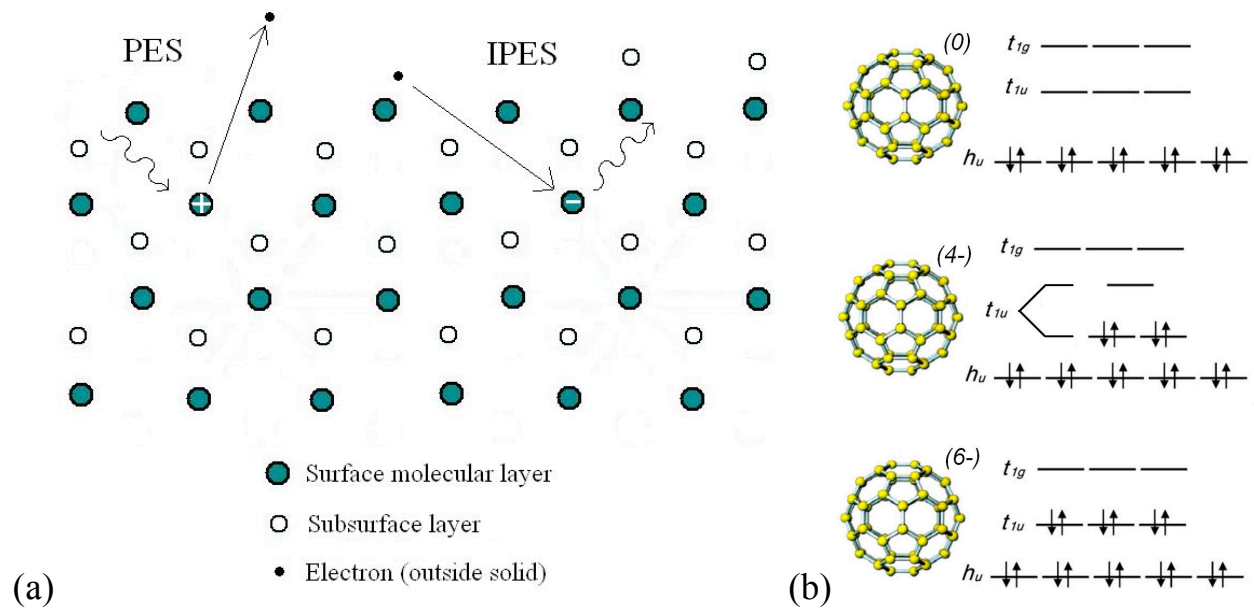 PES
IPES
+
−
Surface molecular layer
Subsurface layer
Electron (outside solid)
(a)
(0)
t1g
t1u
hu
(4-)
t1g
t1u
hu
(6-)
t1g
t1u
hu
(b)